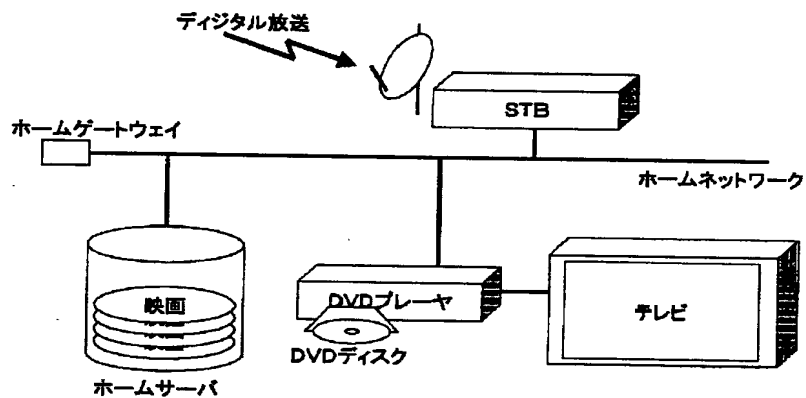 ディジタル放送
STB
ホームゲートウェイ
ホームネットワーク
映画
DVDプレーヤ
テレビ
DVDディスク
ホームサーバ